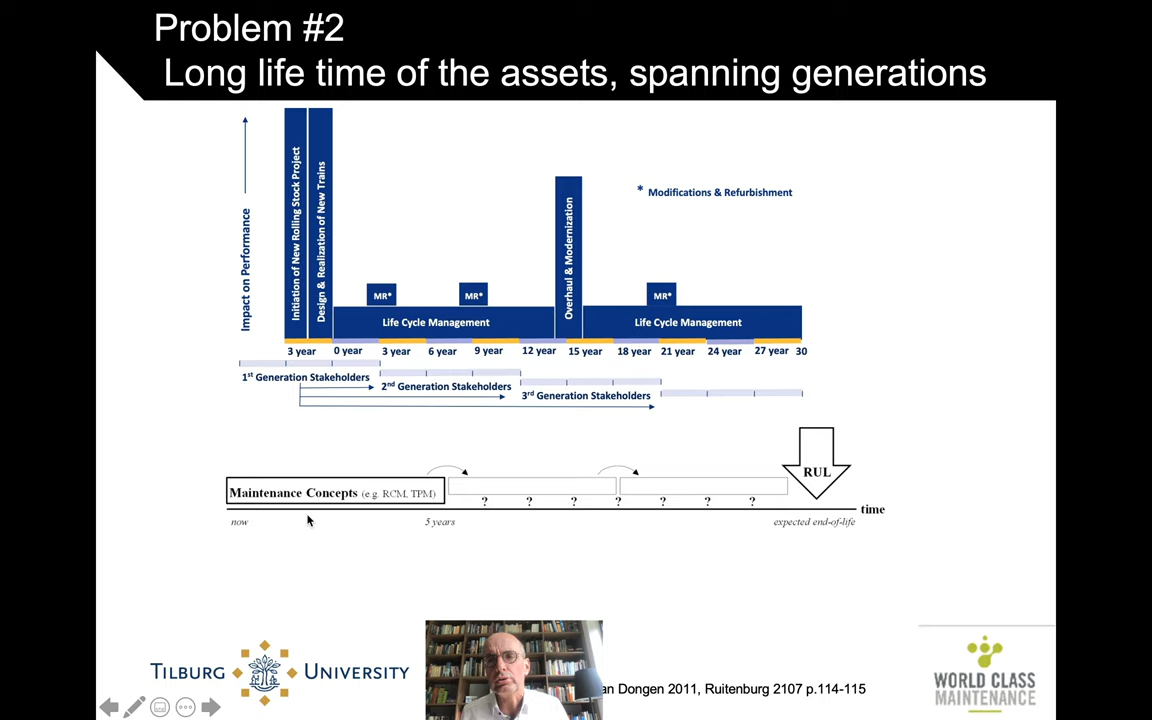 Problem #2
Long life time of the assets, spanning generations
Impact on Performance
Initiation of New Rolling Stock Project
Design & Realization of New Trains
Overhaul & Modernization
* Modifications & Refurbishment
MR* MR* MR*
Life Cycle Management Life Cycle Management
3 year 0 year 3 year 6 year 9 year 12 year 15 year 18 year 21 year 24 year 27 year 30
1st Generation Stakeholders
2nd Generation Stakeholders
3rd Generation Stakeholders
RUL
Maintenance Concepts (e.g. RCM, TPM)
? ? ? ? ? ? ?
time
now 5 years expected end-of-life
TILBURG UNIVERSITY
an Dongen 2011, Ruitenburg 2107 p.114-115
WORLD CLASS
MAINTENANCE